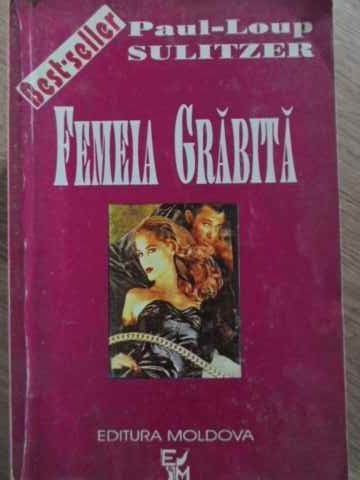 Best-seller
Paul-Loup
SULITZER
FEMEIA GRĂBITĂ
EDITURA MOLDOVA
E
M